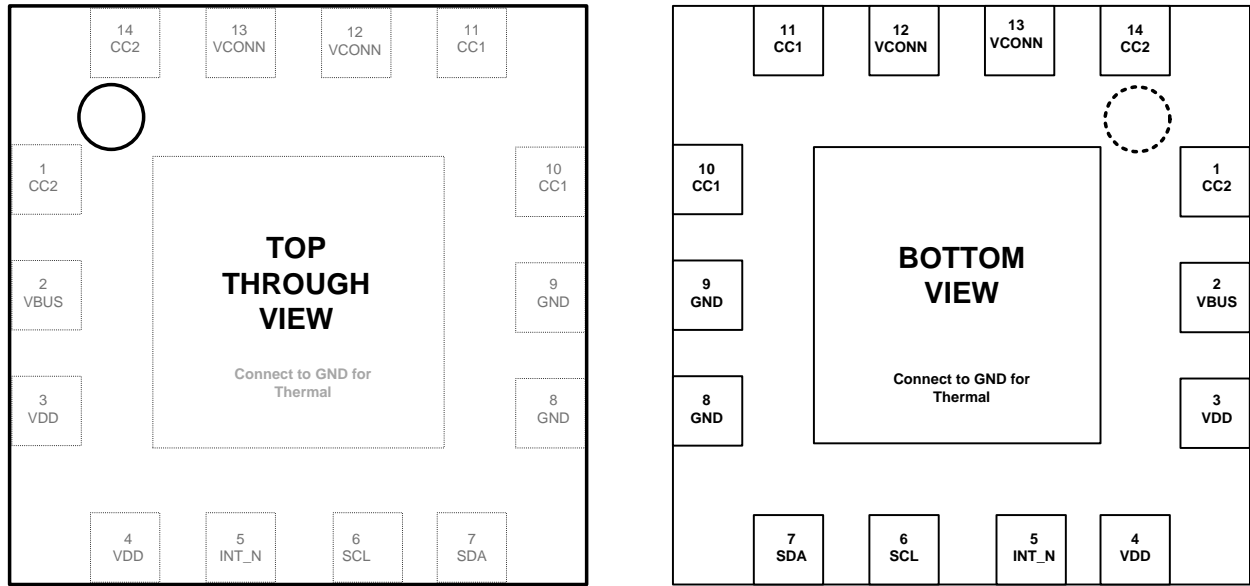 14
CC2
13
VCONN
12
VCONN
11
CC1
1
CC2
10
CC1
2
VBUS
9
GND
3
VDD
8
GND
TOP
THROUGH
VIEW
Connect to GND for
Thermal
4
VDD
5
INT_N
6
SCL
7
SDA
11
CC1
12
VCONN
13
VCONN
14
CC2
10
CC1
1
CC2
9
GND
2
VBUS
8
GND
3
VDD
BOTTOM
VIEW
Connect to GND for
Thermal
7
SDA
6
SCL
5
INT_N
4
VDD